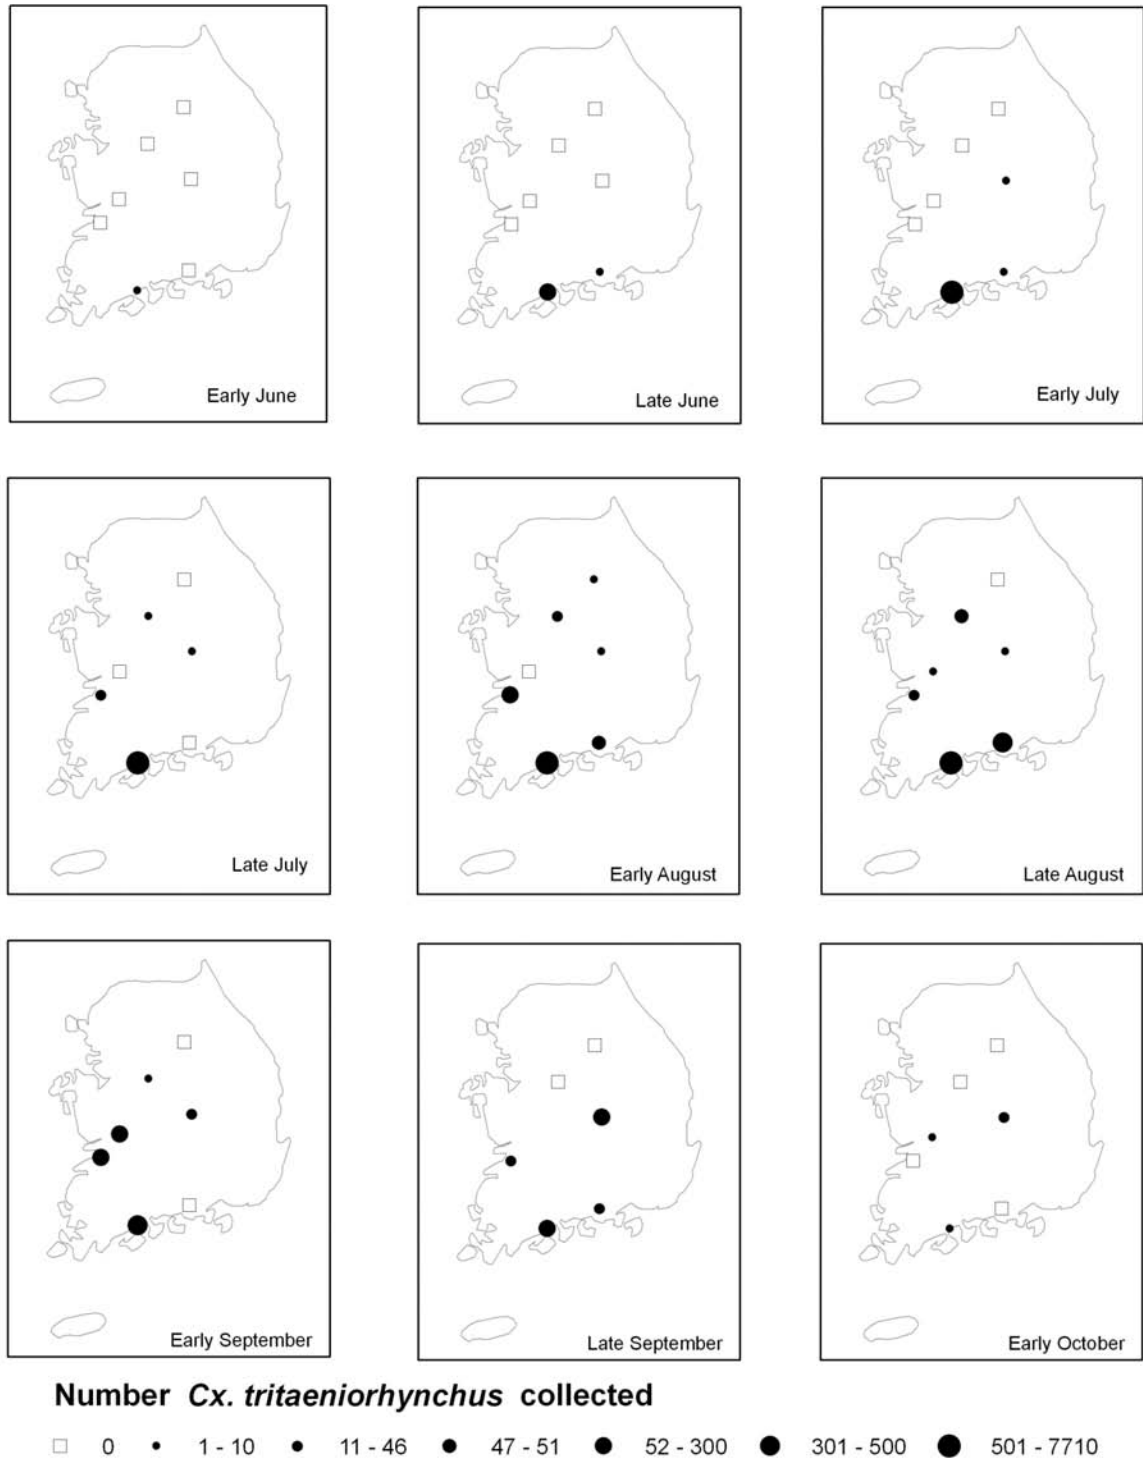 Early June
Late June
Early July
Late July
Early August
Late August
Early September
Late September
Early October
Number Cx. tritaeniorhynchus collected
0 1 - 10 11 - 46 47 - 51 52 - 300 301 - 500 501 - 7710